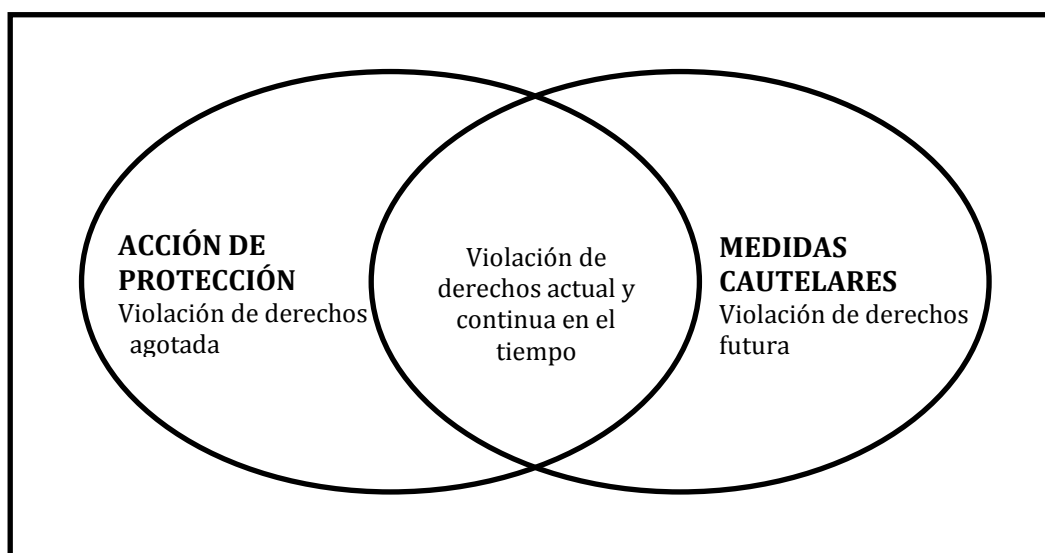 ACCIÓN DE
PROTECCIÓN
Violación de derechos
agotada
Violación de
derechos actual y
continua en el
tiempo
MEDIDAS
CAUTELARES
Violación de derechos
futura